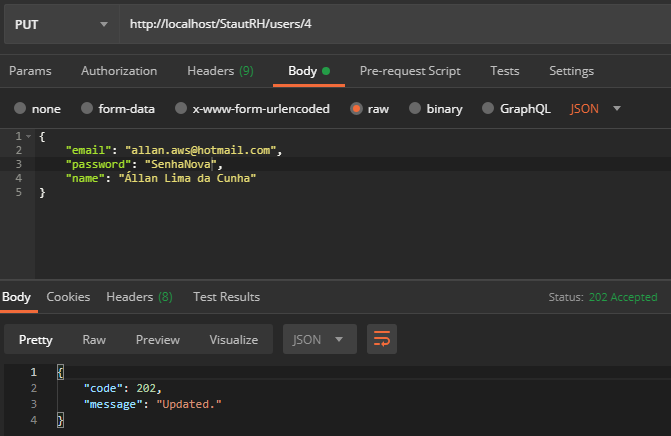 PUT http://localhost/StautRH/users/4
Params Authorization Headers (9) Body Pre-request Script Tests Settings
none form-data x-www-form-urlencoded raw binary GraphQL JSON
1 {
2 "email": "allan.aws@hotmail.com",
3 "password": "SenhaNova",
4 "name": "Állan Lima da Cunha"
5 }
Body Cookies Headers (8) Test Results Status: 202 Accepted
Pretty Raw Preview Visualize JSON
1 {
2 "code": 202,
3 "message": "Updated."
4 }